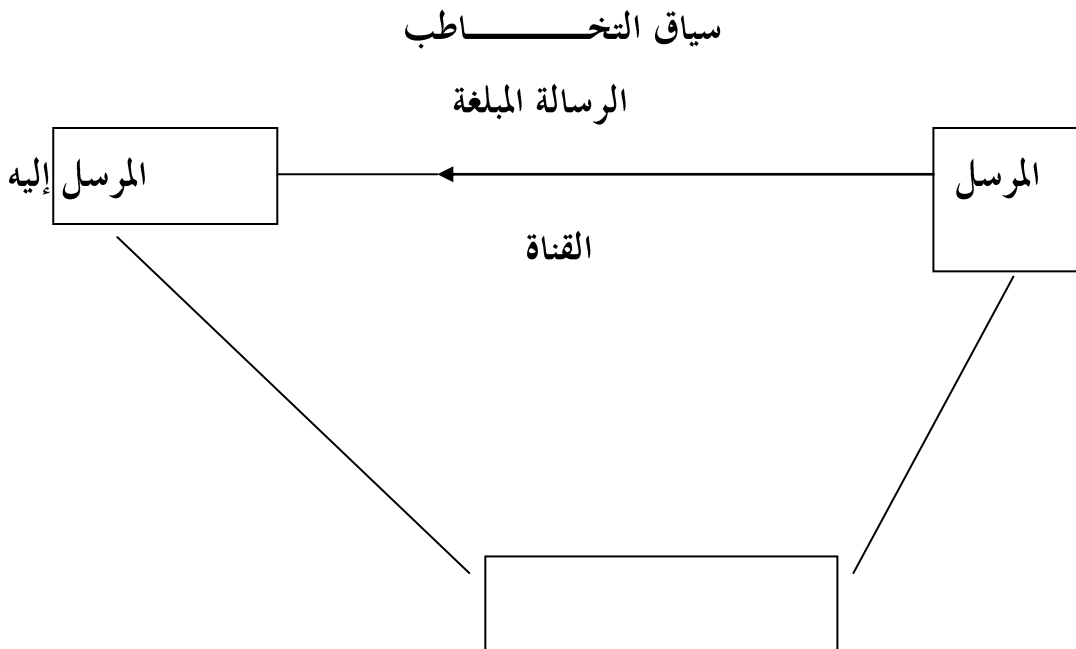 سياق التخـــــــاطب
الرسالة المبلغة
المرسل
المرسل إليه
القناة